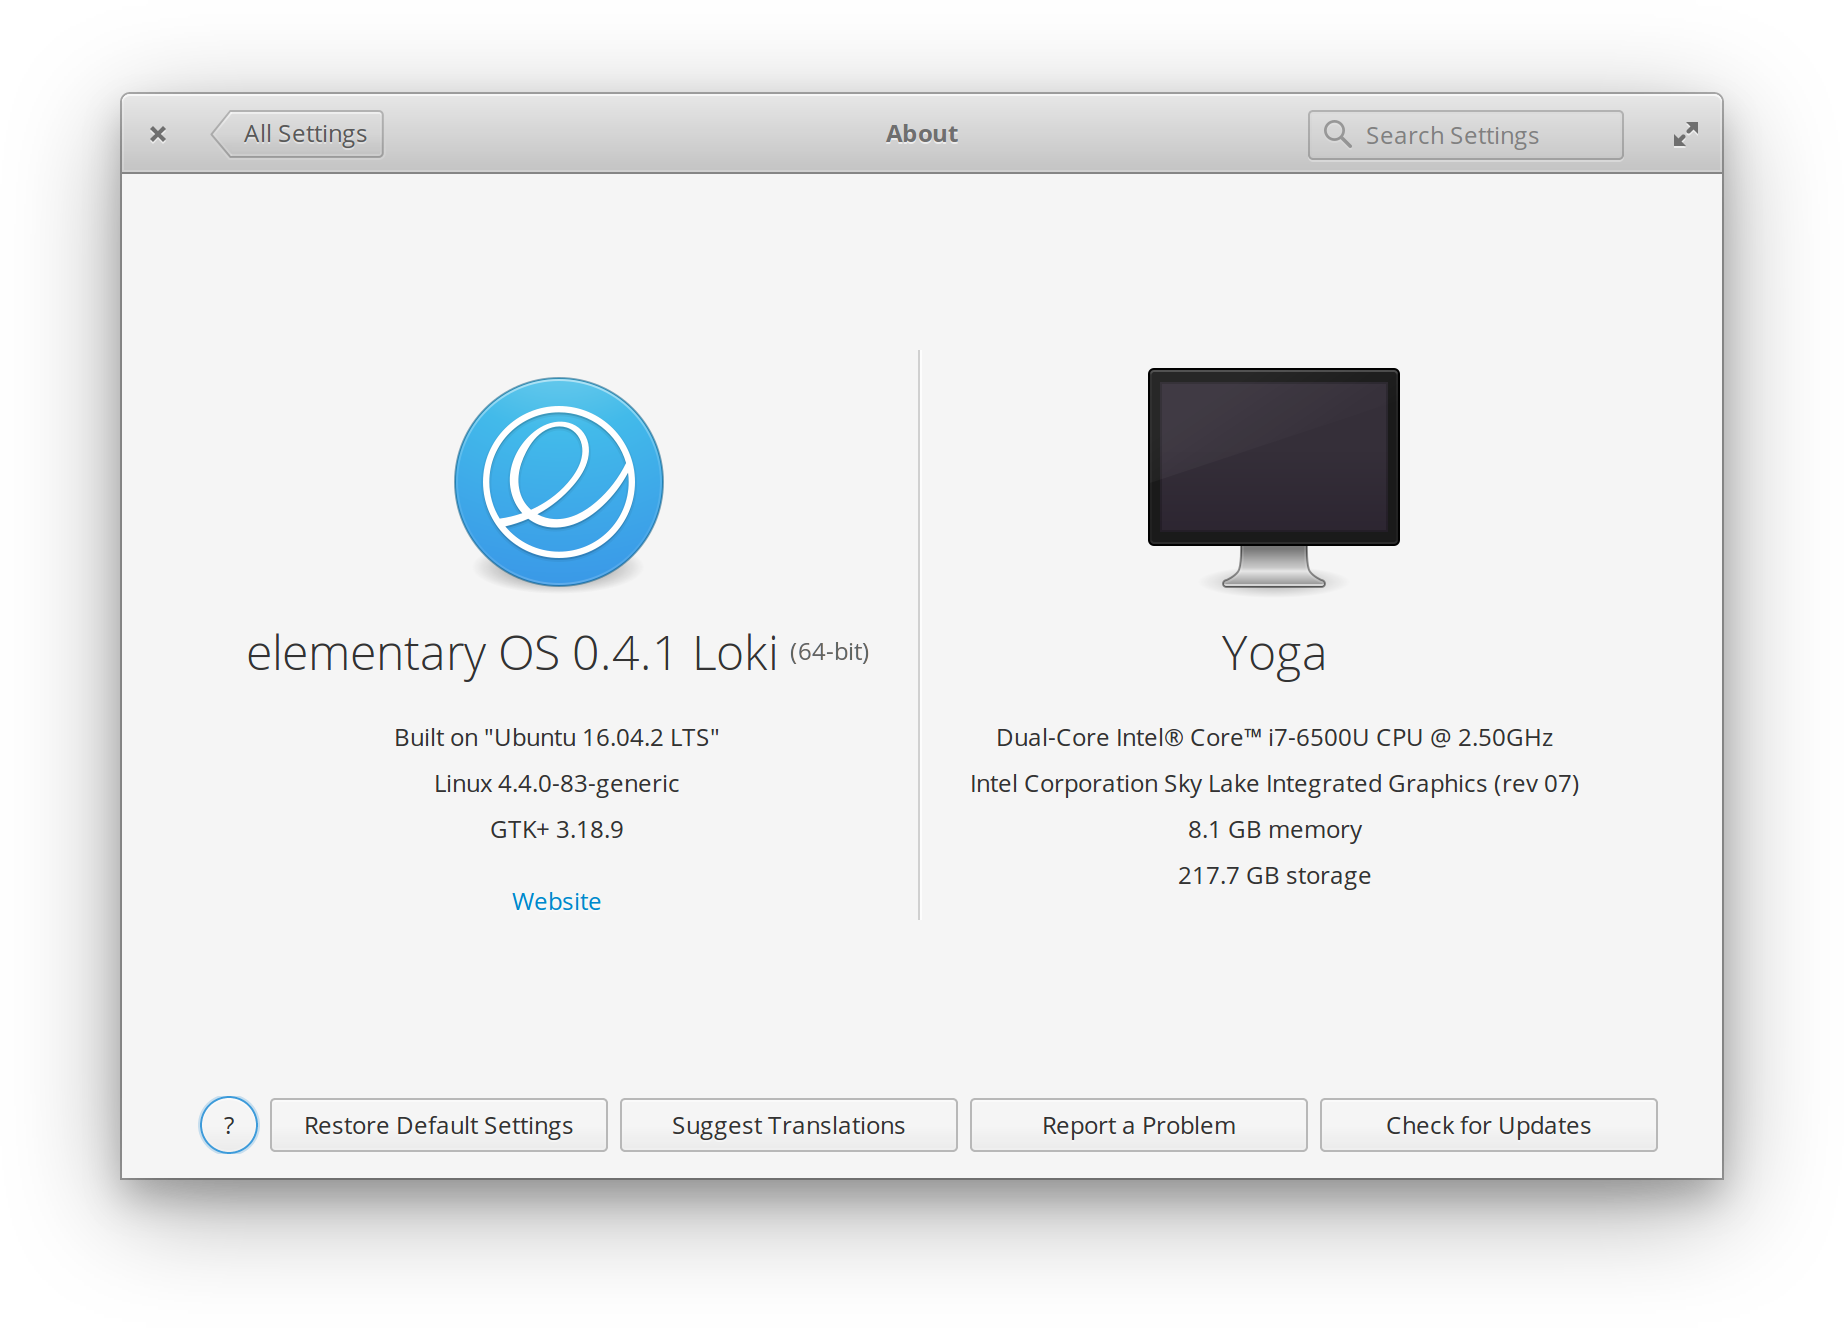 All Settings
About
Search Settings
elementary OS 0.4.1 Loki (64-bit)
Built on "Ubuntu 16.04.2 LTS"
Linux 4.4.0-83-generic
GTK+ 3.18.9
Website
Yoga
Dual-Core Intel® Core™ i7-6500U CPU @ 2.50GHz
Intel Corporation Sky Lake Integrated Graphics (rev 07)
8.1 GB memory
217.7 GB storage
?
Restore Default Settings
Suggest Translations
Report a Problem
Check for Updates